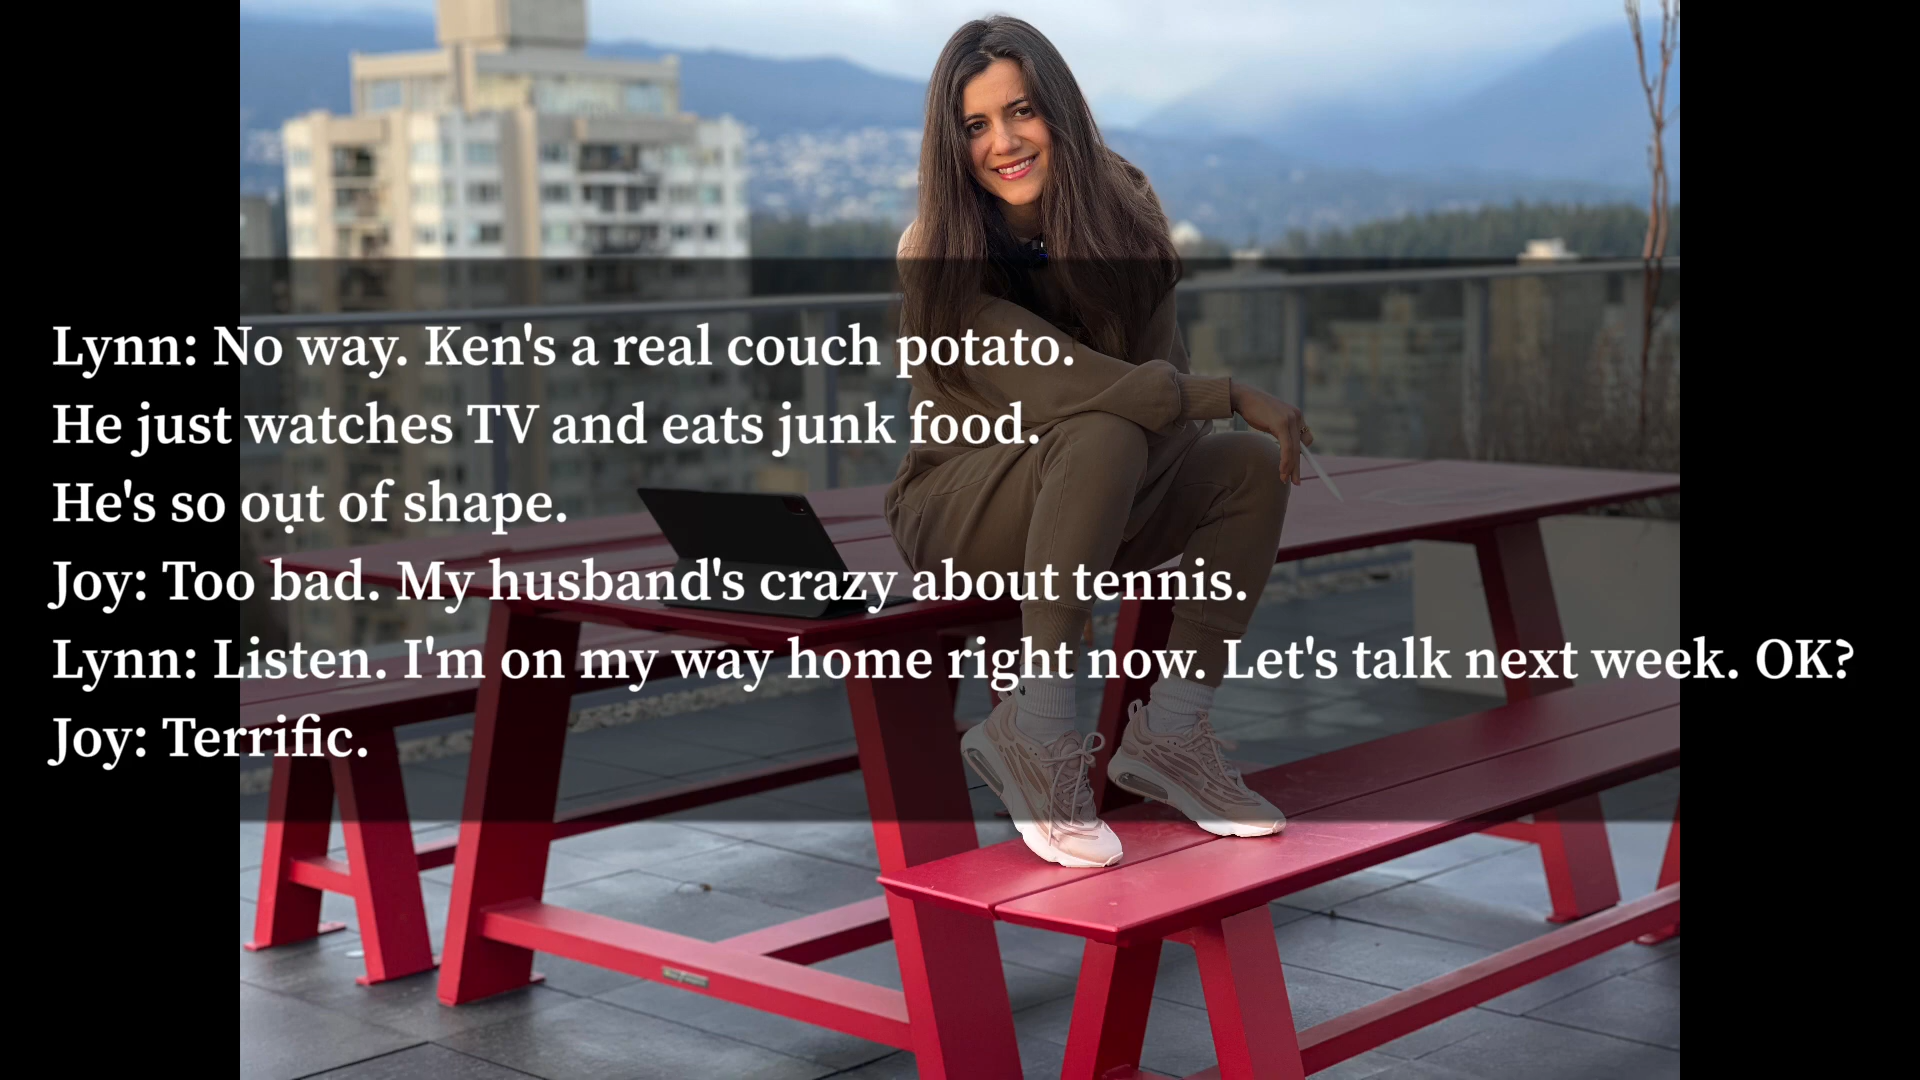 Lynn: No way. Ken's a real couch potato.
He just watches TV and eats junk food.
He's so out of shape.
Joy: Too bad. My husband's crazy about tennis.
Lynn: Listen. I'm on my way home right now. Let's talk next week. OK?
Joy: Terrific.